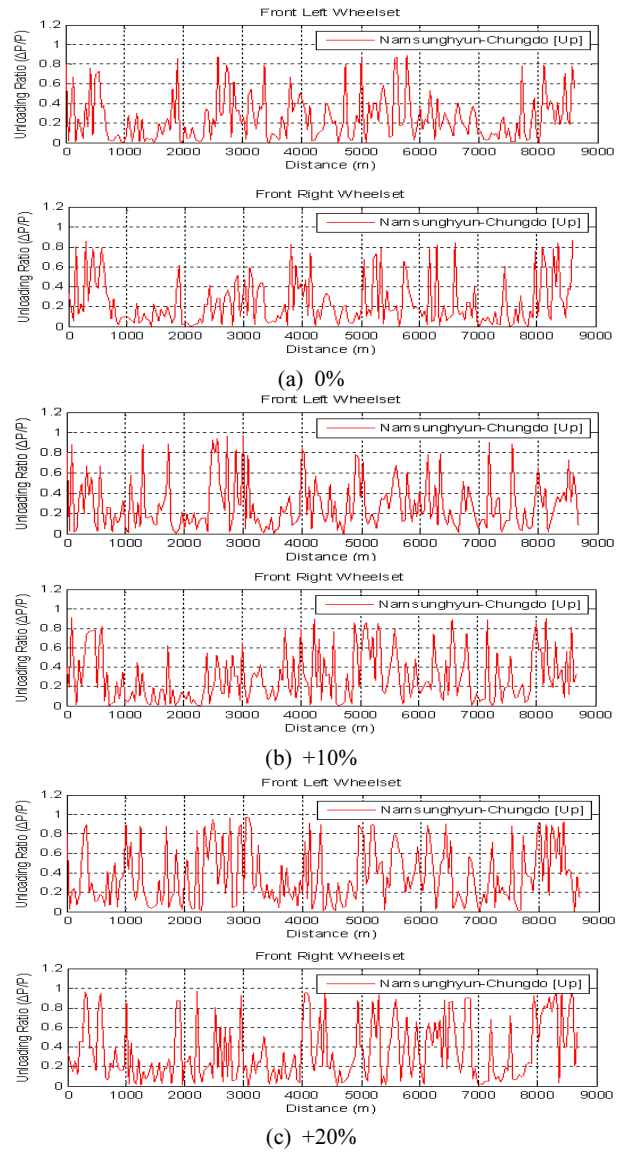 Front Left Wheelset
Unloading Ratio (ΔP/P)
1.2
1
0.8
0.6
0.4
0.2
0
Namsunghyun-Chungdo [Up]
0 1000 2000 3000 4000 5000 6000 7000 8000 9000
Distance (m)
Front Right Wheelset
Unloading Ratio (ΔP/P)
1.2
1
0.8
0.6
0.4
0.2
0
Namsunghyun-Chungdo [Up]
0 1000 2000 3000 4000 5000 6000 7000 8000 9000
Distance (m)
(a) 0%
Front Left Wheelset
Unloading Ratio (ΔP/P)
1.2
1
0.8
0.6
0.4
0.2
0
Namsunghyun-Chungdo [Up]
0 1000 2000 3000 4000 5000 6000 7000 8000 9000
Distance (m)
Front Right Wheelset
Unloading Ratio (ΔP/P)
1.2
1
0.8
0.6
0.4
0.2
0
Namsunghyun-Chungdo [Up]
0 1000 2000 3000 4000 5000 6000 7000 8000 9000
Distance (m)
(b) +10%
Front Left Wheelset
Unloading Ratio (ΔP/P)
1.2
1
0.8
0.6
0.4
0.2
0
Namsunghyun-Chungdo [Up]
0 1000 2000 3000 4000 5000 6000 7000 8000 9000
Distance (m)
Front Right Wheelset
Unloading Ratio (ΔP/P)
1.2
1
0.8
0.6
0.4
0.2
0
Namsunghyun-Chungdo [Up]
0 1000 2000 3000 4000 5000 6000 7000 8000 9000
Distance (m)
(c) +20%